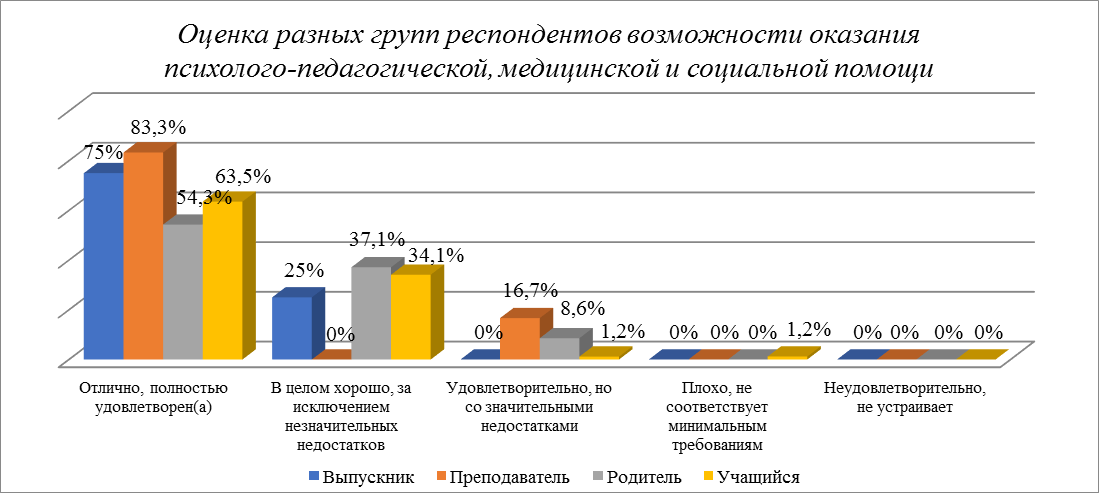 Оценка разных групп респондентов возможности оказания
психолого-педагогической, медицинской и социальной помощи
75%
83,3%
54,3%
63,5%
25%
0%
37,1%
34,1%
0%
16,7%
8,6%
1,2%
0%
0%
0%
1,2%
0%
0%
0%
0%
Отлично, полностью
удовлетворен(а)
В целом хорошо, за
исключением
незначительных
недостатков
Удовлетворительно, но
со значительными
недостатками
Плохо, не
соответствует
минимальным
требованиям
Неудовлетворительно,
не устраивает
Выпускник
Преподаватель
Родитель
Учащийся